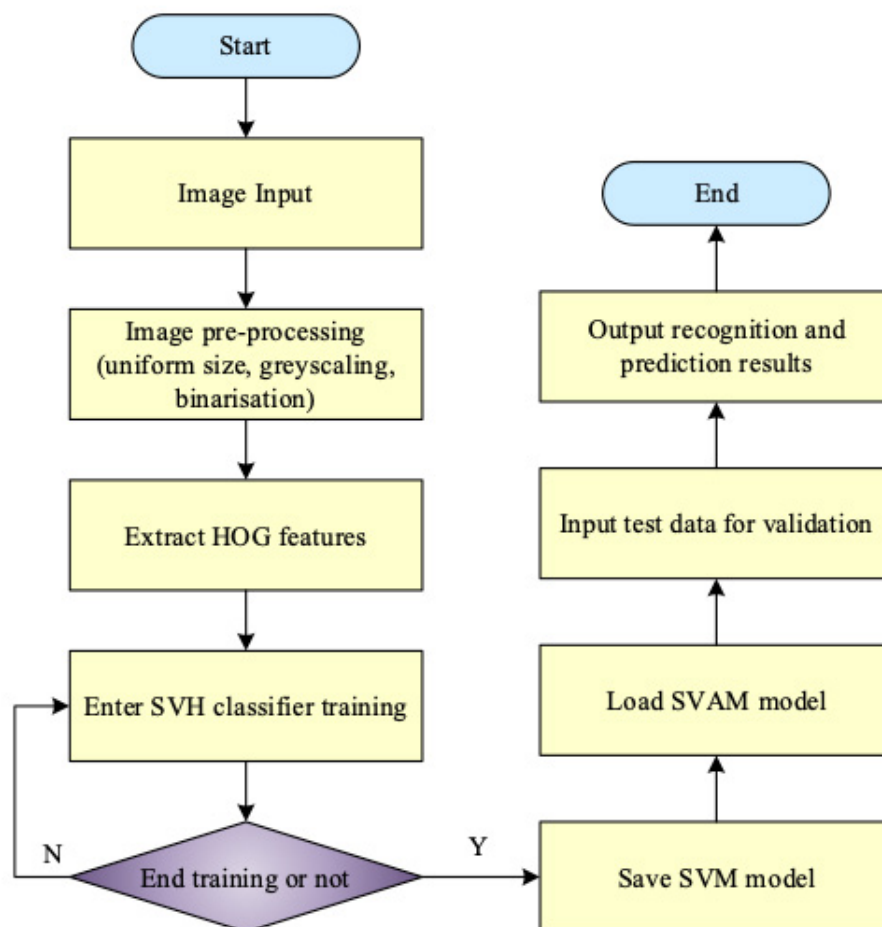 Start
Image Input
Image pre-processing
(uniform size, greyscaling,
binarisation)
Extract HOG features
Enter SVH classifier training
N
End training or not
Y
Save SVM model
Load SVAM model
Input test data for validation
Output recognition and
prediction results
End